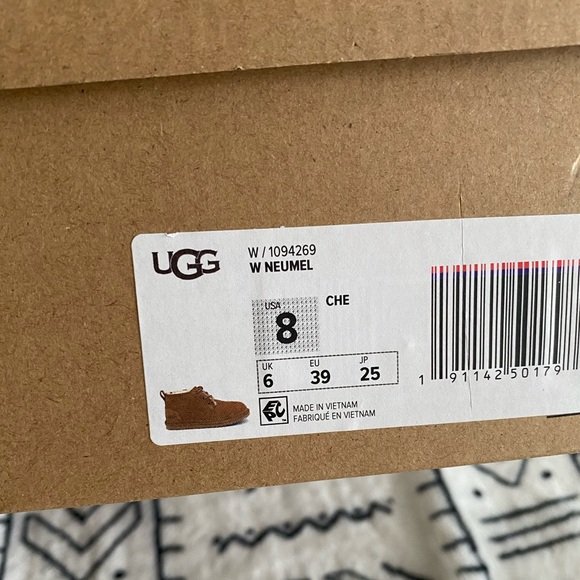 UGG
W / 1094269
W NEUMEL
USA
8
CHE
UK EU JP
6 39 25
MADE IN VIETNAM
FABRIQUÉ EN VIETNAM
1 91142 50179